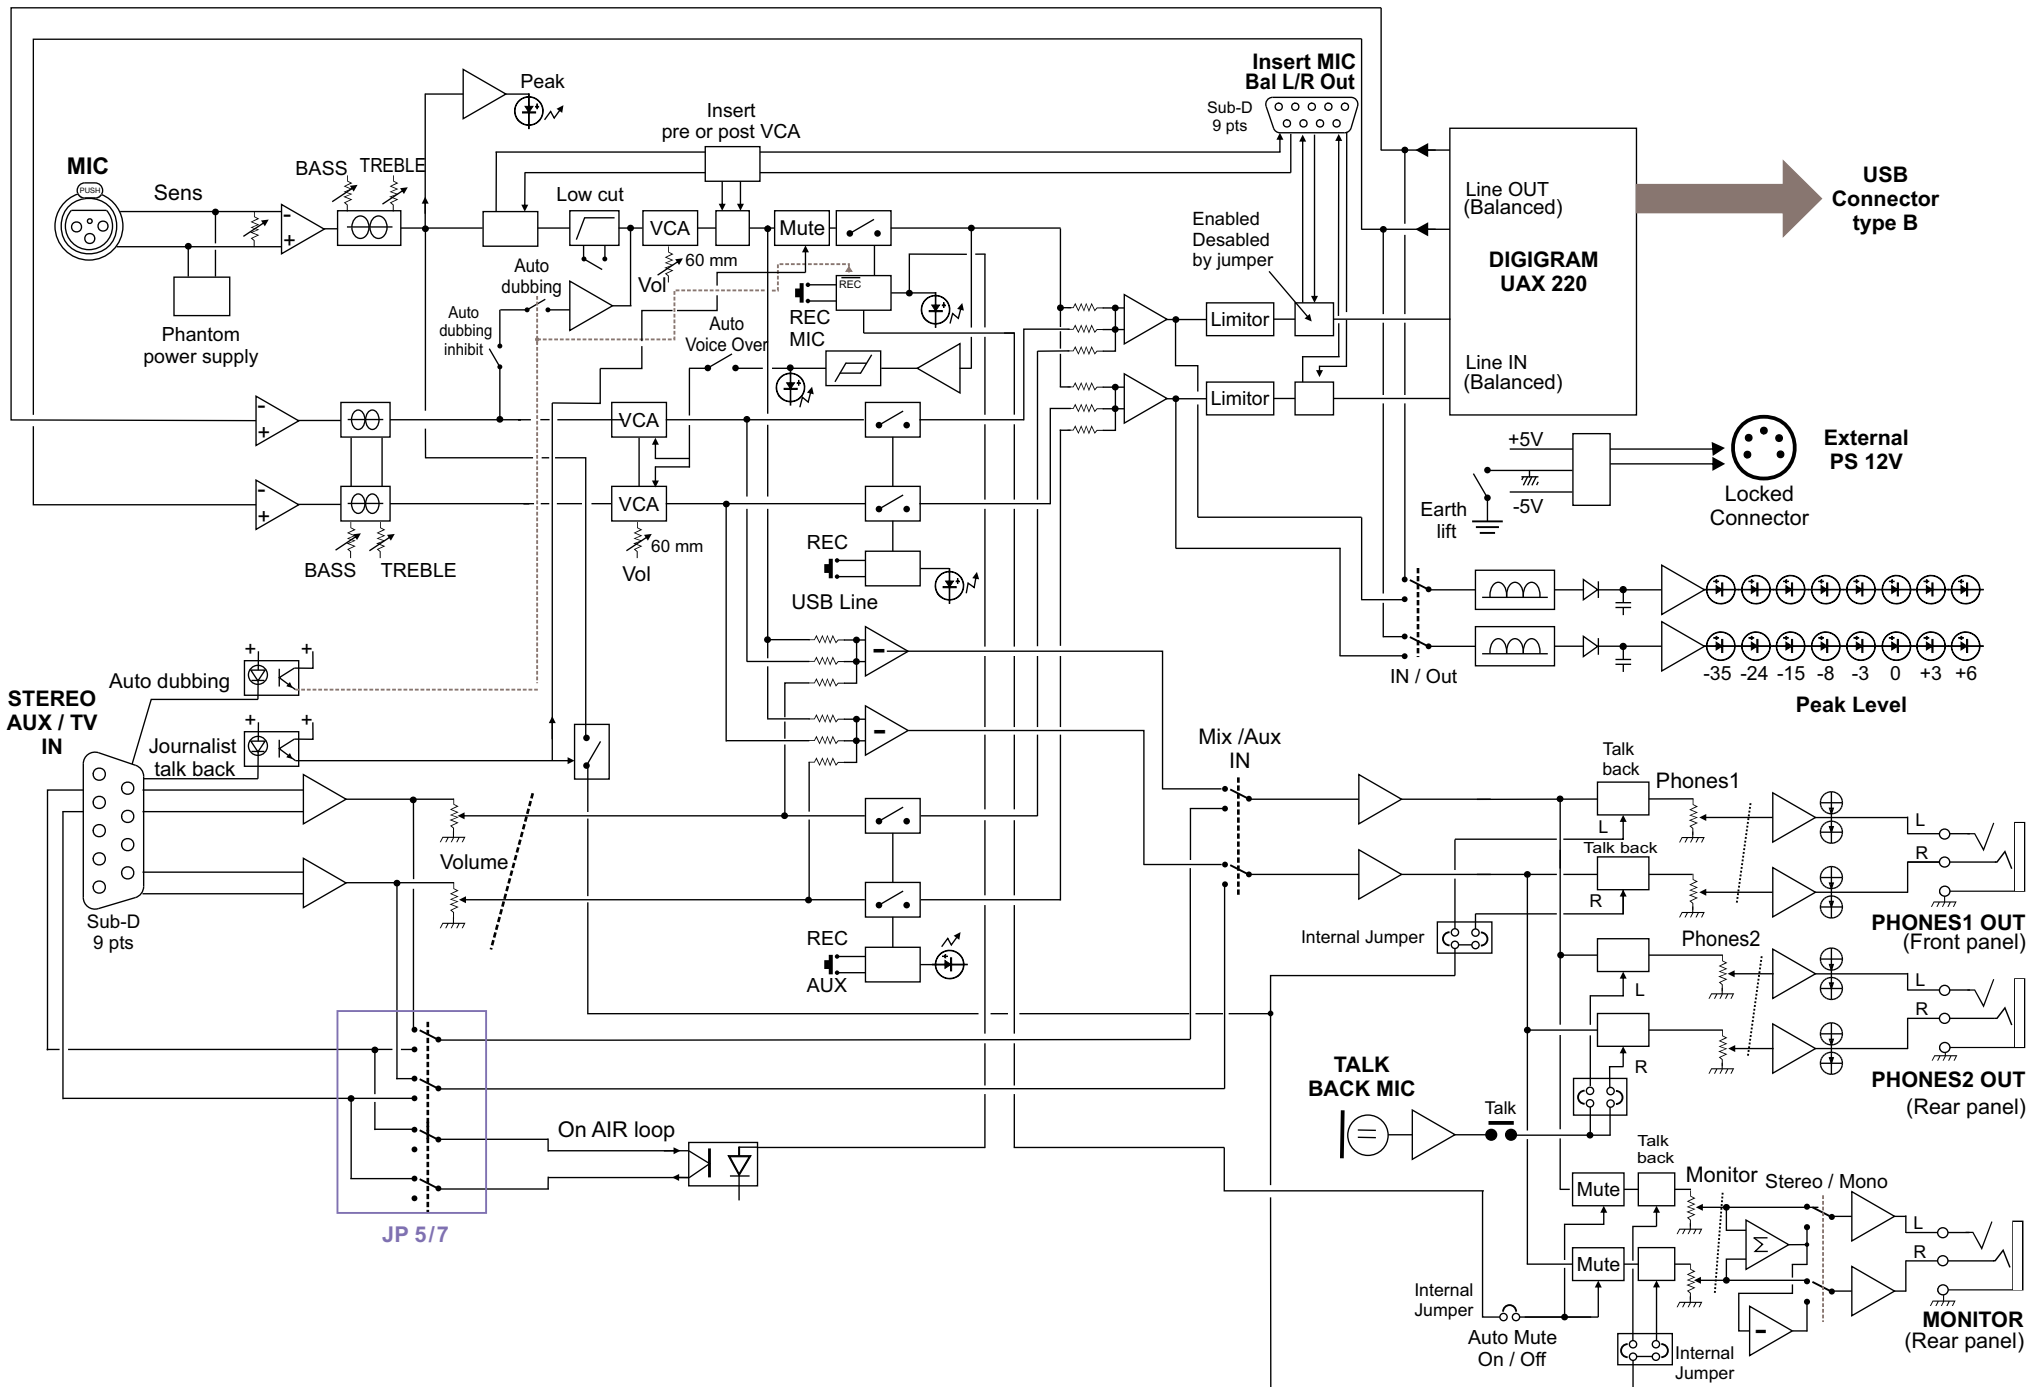 Insert MIC
Bal L/R Out
Sub-D
9 pts
Peak
Insert
pre or post VCA
MIC
PUSH
Sens
BASS
TREBLE
Low cut
VCA
Mute
60 mm
Vol
Phantom
power supply
Auto
dubbing
Auto
dubbing
inhibit
REC
REC
MIC
Auto
Voice Over
Enabled
Desabled
by jumper
Limitor
Limitor
Line OUT
(Balanced)
DIGIGRAM
UAX 220
Line IN
(Balanced)
USB
Connector
type B
+5V
-5V
Earth
lift
External
PS 12V
Locked
Connector
VCA
VCA
60 mm
Vol
BASS
TREBLE
REC
USB Line
IN / Out
-35
-24
-15
-8
-3
0
+3
+6
Peak Level
+
+
Auto dubbing
STEREO
AUX / TV
IN
+
+
Journalist
talk back
Sub-D
9 pts
Volume
-
-
REC
AUX
Mix /Aux
IN
Talk
back
Phones1
L
Talk back
R
Internal Jumper
L
R
PHONES1 OUT
(Front panel)
Phones2
L
R
L
R
PHONES2 OUT
(Rear panel)
TALK
BACK MIC
Talk
On AIR loop
JP 5/7
Talk
back
Mute
Monitor
Stereo / Mono
Σ
Mute
-
L
R
MONITOR
(Rear panel)
Internal
Jumper
Auto Mute
On / Off
Internal
Jumper